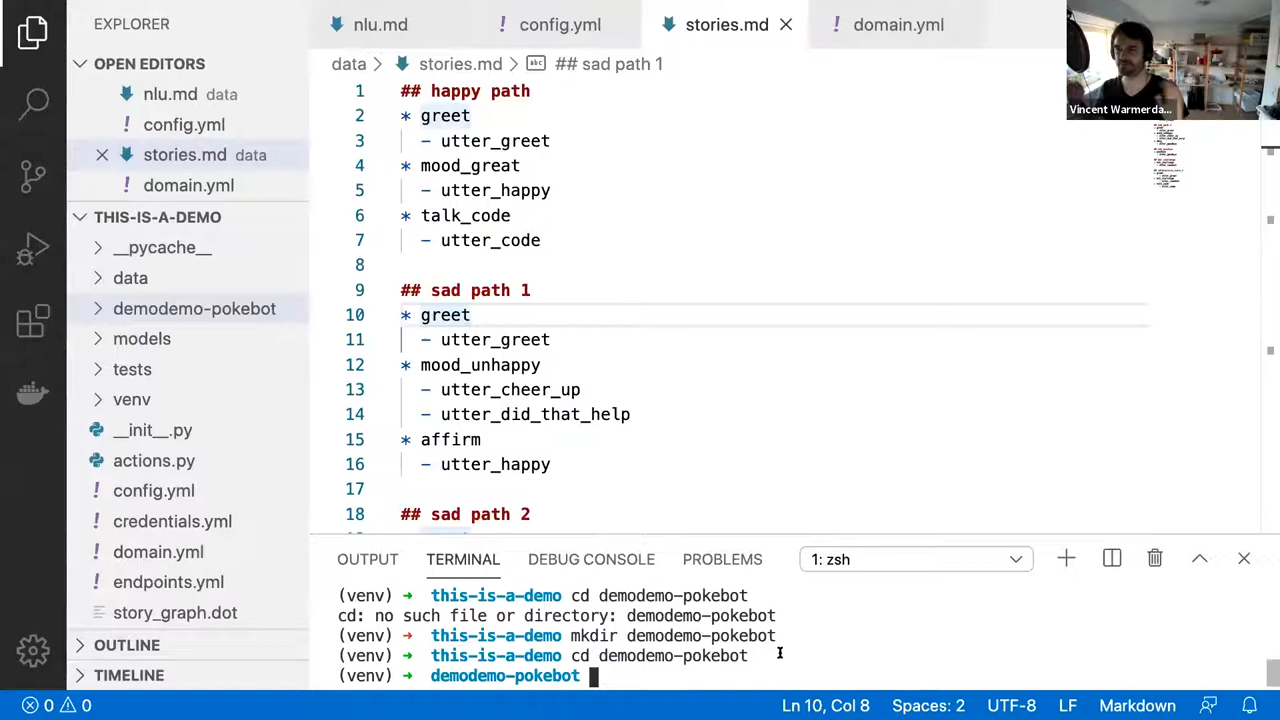 EXPLORER
OPEN EDITORS
nlu.md data
! config.yml
stories.md data
! domain.yml
THIS-IS-A-DEMO
__pycache__
data
demodemo-pokebot
models
tests
venv
__init__.py
actions.py
! config.yml
! credentials.yml
! domain.yml
! endpoints.yml
story_graph.dot
OUTLINE
TIMELINE
nlu.md
! config.yml
stories.md
! domain.yml
data > stories.md > abc ## sad path 1
1 ## happy path
2 * greet
3 - utter_greet
4 * mood_great
5 - utter_happy
6 * talk_code
7 - utter_code
8
9 ## sad path 1
10 * greet
11 - utter_greet
12 * mood_unhappy
13 - utter_cheer_up
14 - utter_did_that_help
15 * affirm
16 - utter_happy
17
18 ## sad path 2
Vincent Warmerda...
OUTPUT TERMINAL DEBUG CONSOLE PROBLEMS 1: zsh
(venv) → this-is-a-demo cd demodemo-pokebot
cd: no such file or directory: demodemo-pokebot
(venv) → this-is-a-demo mkdir demodemo-pokebot
(venv) → this-is-a-demo cd demodemo-pokebot
(venv) → demodemo-pokebot
0 0 Ln 10, Col 8 Spaces: 2 UTF-8 LF Markdown